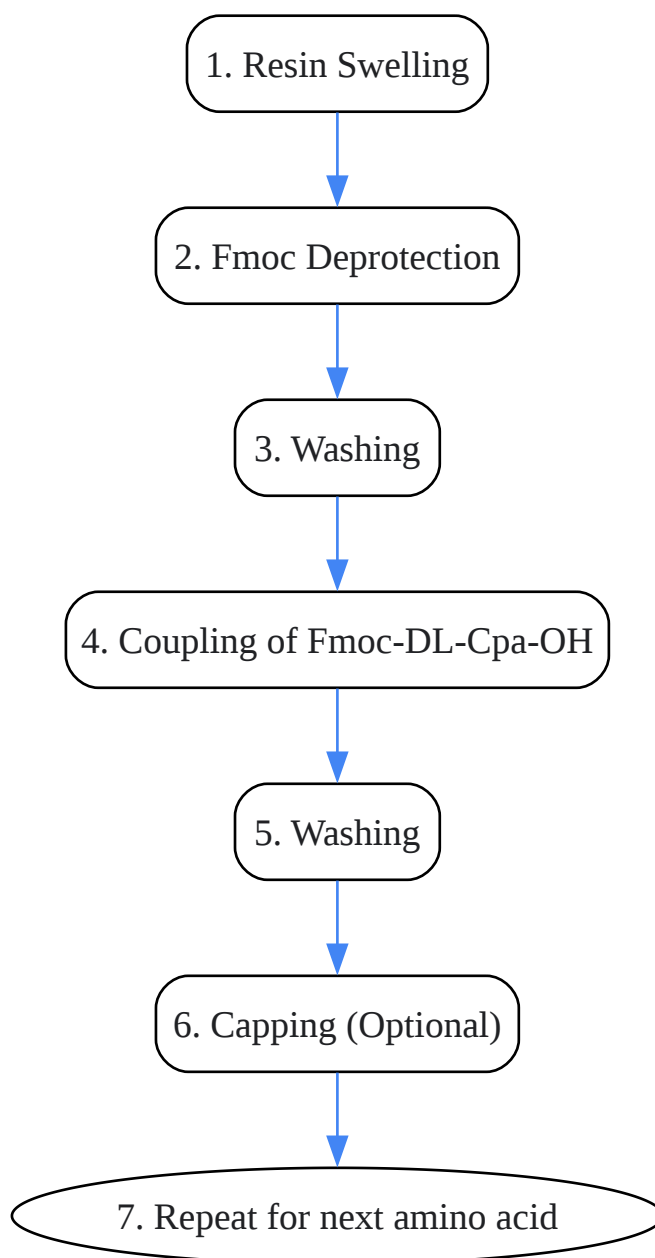 1. Resin Swelling
2. Fmoc Deprotection
3. Washing
4. Coupling of Fmoc-DL-Cpa-OH
5. Washing
6. Capping (Optional)
7. Repeat for next amino acid